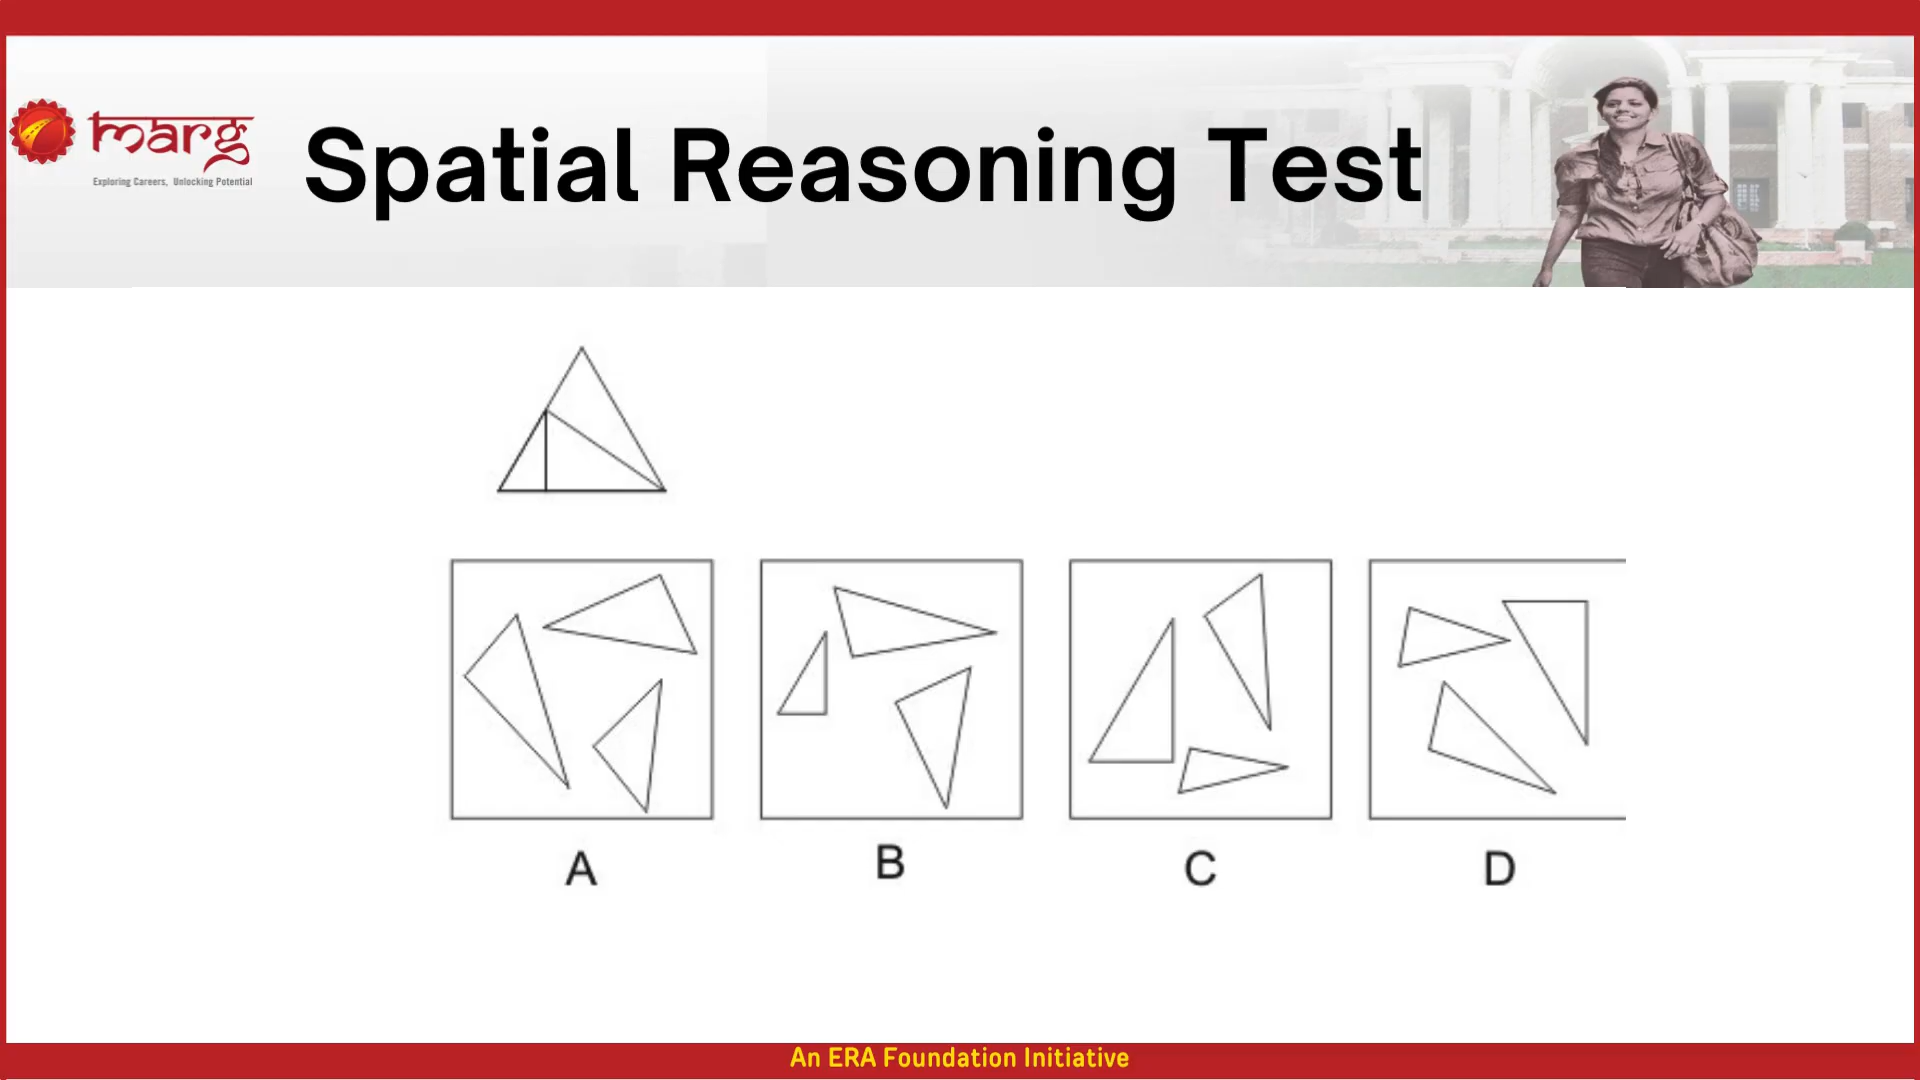 marg
Exploring Careers, Unlocking Potential
Spatial Reasoning Test
A B C D
An ERA Foundation Initiative